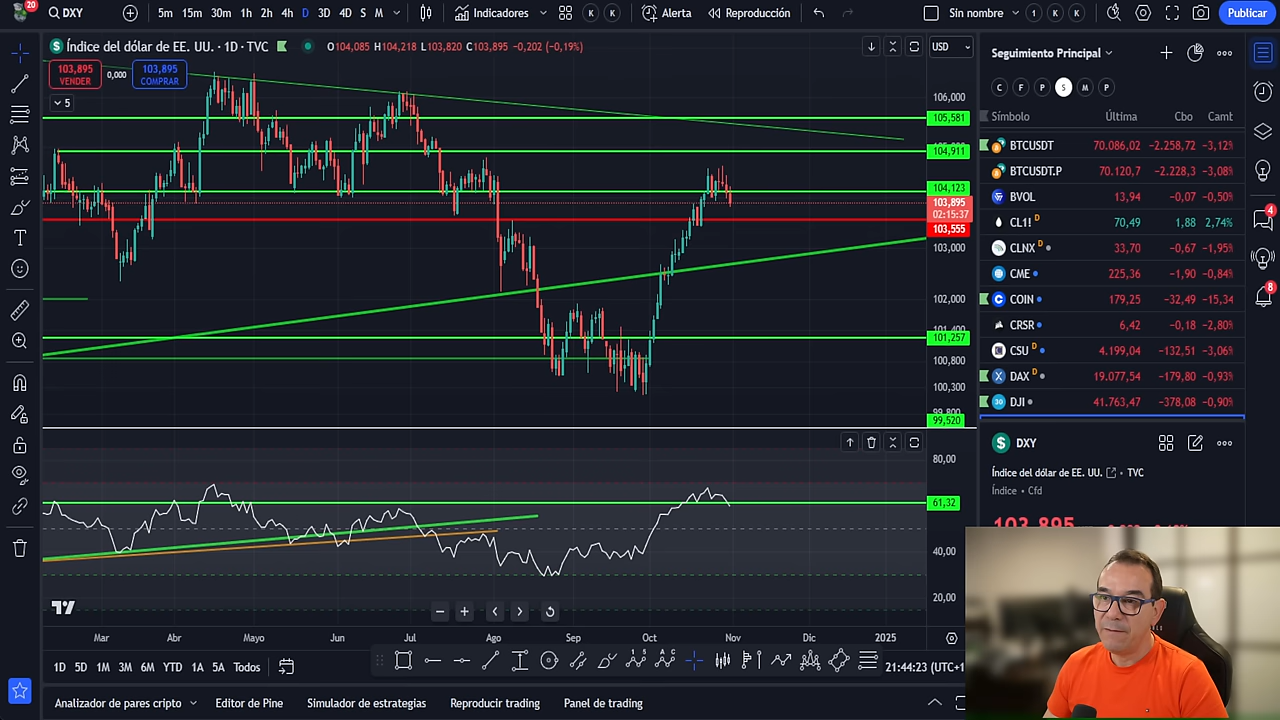 20
DXY
5m 15m 30m 1h 2h 4h D 3D 4D S M
Indicadores
K K
Alerta
Reproducción
Sin nombre
1 K K
Publicar
Índice del dólar de EE. UU. · 1D · TVC
O104,085 H104,218 L103,820 C103,895 −0,202 (−0,19%)
USD
103,895
VENDER
0,000
103,895
COMPRAR
5
106,000
105,581
104,911
104,123
103,895
02:15:37
103,555
103,000
102,000
101,257
100,800
100,300
99,520
80,00
61,32
40,00
20,00
Mar Abr Mayo Jun Jul Ago Sep Oct Nov Dic 2025
1D 5D 1M 3M 6M YTD 1A 5A Todos
21:44:23 (UTC+1
Analizador de pares cripto
Editor de Pine
Simulador de estrategias
Reproducir trading
Panel de trading
Seguimiento Principal
C F P S M P
Símbolo Última Cbo Camt
BTCUSDT 70.086,02 −2.258,72 −3,12%
BTCUSDT.P 70.120,7 −2.228,3 −3,08%
BVOL 13,94 −0,07 −0,50%
CL1! D 70,49 1,88 2,74%
CLNX D 33,70 −0,67 −1,95%
CME 225,36 −1,90 −0,84%
COIN 179,25 −32,49 −15,34
CRSR 6,42 −0,18 −2,80%
CSU D 4.199,04 −132,51 −3,06%
DAX D 19.077,54 −179,80 −0,93%
DJI 41.763,47 −378,08 −0,90%
DXY
Índice del dólar de EE. UU. · TVC
Índice · Cfd
103,895
4
8